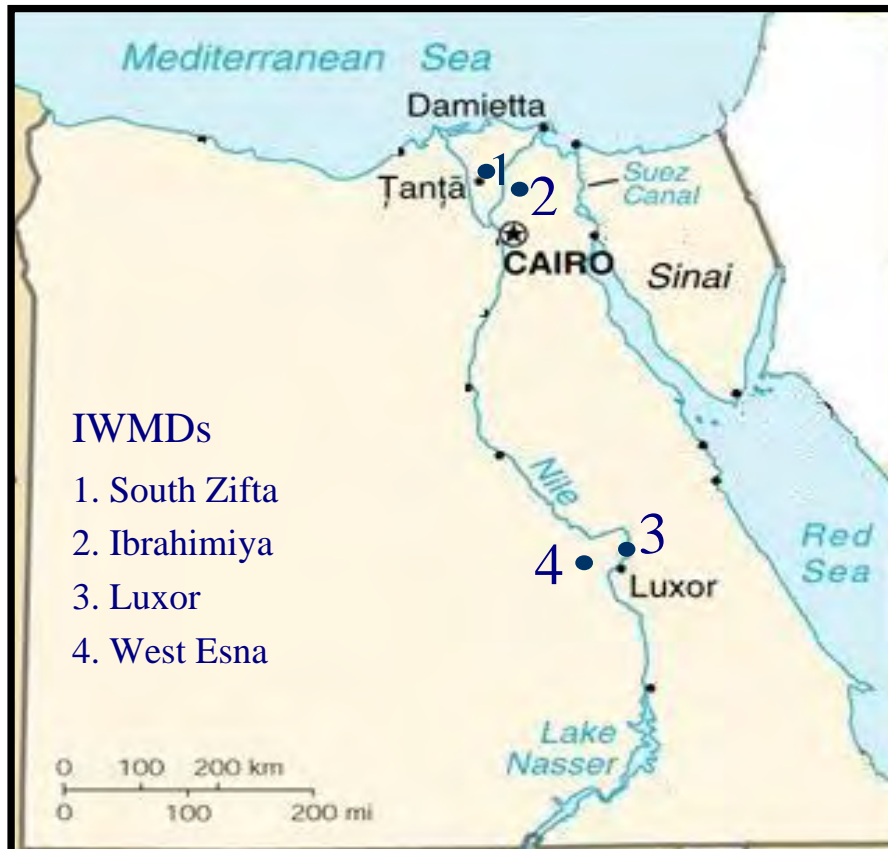 Mediterranean Sea
Damietta
Ţanţā
1
2
Suez
Canal
CAIRO
Sinai
IWMDs
1. South Zifta
2. Ibrahimiya
3. Luxor
4. West Esna
Nile
3
4
Luxor
Red
Sea
Lake
Nasser
0 100 200 km
0 100 200 mi